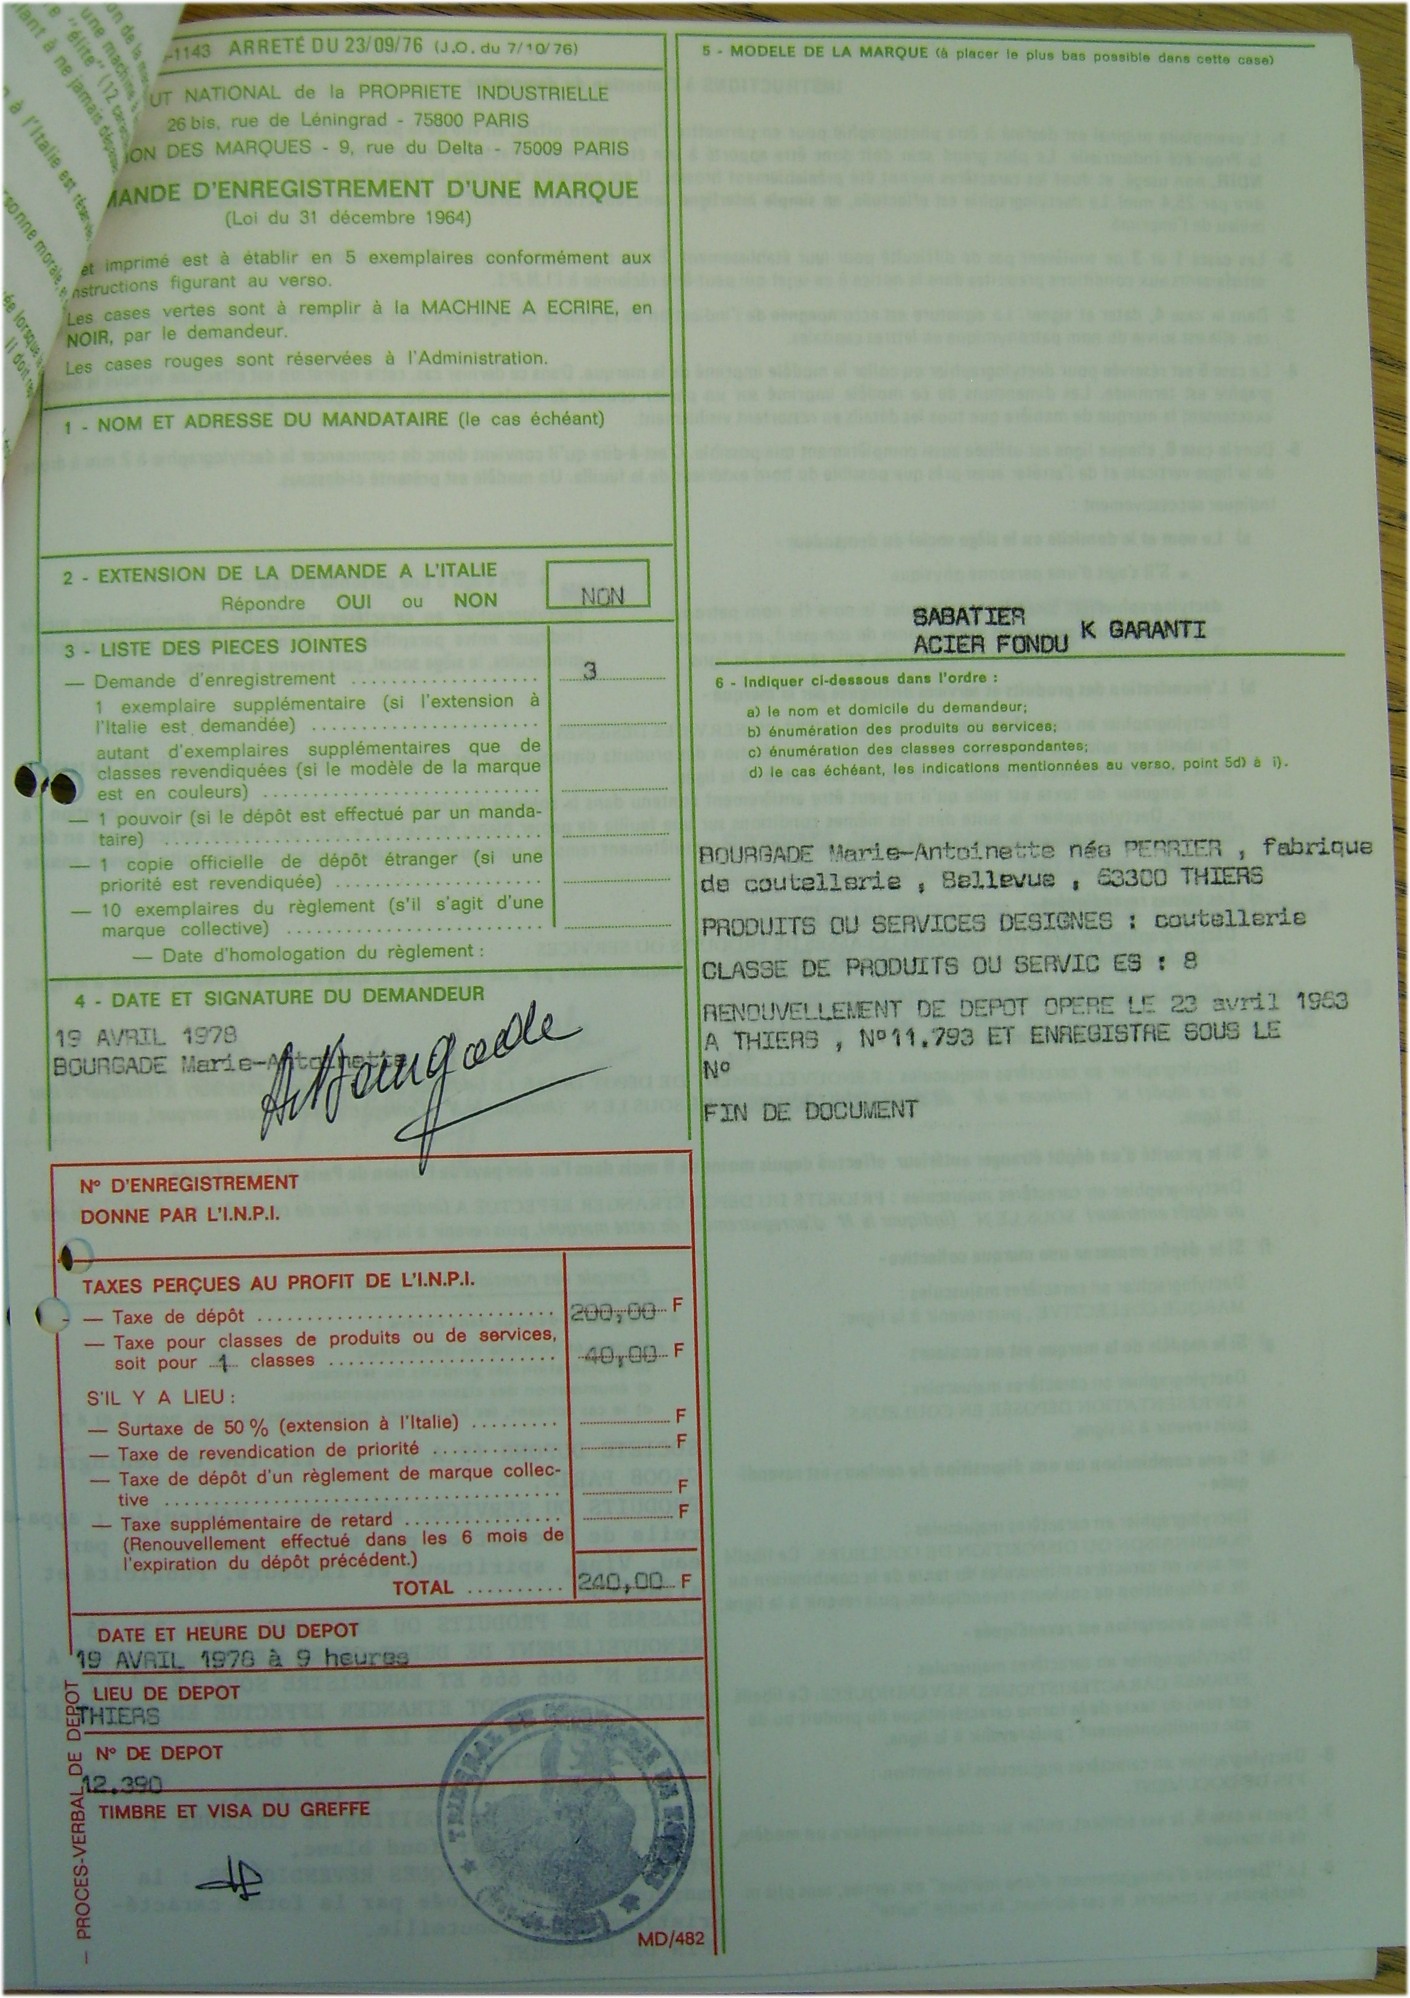 -1143 ARRETÉ DU 23/09/76 (J.O. du 7/10/76)
UT NATIONAL de la PROPRIETE INDUSTRIELLE
26 bis, rue de Léningrad - 75800 PARIS
ON DES MARQUES - 9, rue du Delta - 75009 PARIS
MANDE D'ENREGISTREMENT D'UNE MARQUE
(Loi du 31 décembre 1964)
et imprimé est à établir en 5 exemplaires conformément aux
nstructions figurant au verso.
Les cases vertes sont à remplir à la MACHINE A ECRIRE, en
NOIR, par le demandeur.
Les cases rouges sont réservées à l'Administration.
1 - NOM ET ADRESSE DU MANDATAIRE (le cas échéant)
2 - EXTENSION DE LA DEMANDE A L'ITALIE
Répondre OUI ou NON
NON
3 - LISTE DES PIECES JOINTES
— Demande d'enregistrement .................... 3
1 exemplaire supplémentaire (si l'extension à
l'Italie est demandée) .........................
autant d'exemplaires supplémentaires que de
classes revendiquées (si le modèle de la marque
est en couleurs) ..............................
— 1 pouvoir (si le dépôt est effectué par un manda-
taire) ........................................
— 1 copie officielle de dépôt étranger (si une
priorité est revendiquée) .....................
— 10 exemplaires du règlement (s'il s'agit d'une
marque collective) ............................
— Date d'homologation du règlement :
4 - DATE ET SIGNATURE DU DEMANDEUR
19 AVRIL 1978
BOURGADE Marie-Antoinette
N° D'ENREGISTREMENT
DONNE PAR L'I.N.P.I.
TAXES PERÇUES AU PROFIT DE L'I.N.P.I.
— Taxe de dépôt .............................. 200,00 F
— Taxe pour classes de produits ou de services,
soit pour 1 classes ....................... 40,00 F
S'IL Y A LIEU :
— Surtaxe de 50 % (extension à l'Italie) ......... F
— Taxe de revendication de priorité ............. F
— Taxe de dépôt d'un règlement de marque collec-
tive ......................................... F
— Taxe supplémentaire de retard ................ F
(Renouvellement effectué dans les 6 mois de
l'expiration du dépôt précédent.)
TOTAL .......... 240,00 F
DATE ET HEURE DU DEPOT
19 AVRIL 1978 à 9 heures
LIEU DE DEPOT
THIERS
N° DE DEPOT
12.390
TIMBRE ET VISA DU GREFFE
— PROCES-VERBAL DE DEPOT
TRIBUNAL DE COMMERCE DE THIERS
MD/482
5 - MODELE DE LA MARQUE (à placer le plus bas possible dans cette case)
SABATIER
ACIER FONDU K GARANTI
6 - Indiquer ci-dessous dans l'ordre :
a) le nom et domicile du demandeur;
b) énumération des produits ou services;
c) énumération des classes correspondantes;
d) le cas échéant, les indications mentionnées au verso, point 5d) à i).
BOURGADE Marie-Antoinette née PERRIER , fabrique
de coutellerie , Bellevue , 63300 THIERS
PRODUITS OU SERVICES DESIGNES : coutellerie
CLASSE DE PRODUITS OU SERVIC ES : 8
RENOUVELLEMENT DE DEPOT OPERE LE 23 avril 1963
A THIERS , N°11.793 ET ENREGISTRE SOUS LE
N°
FIN DE DOCUMENT